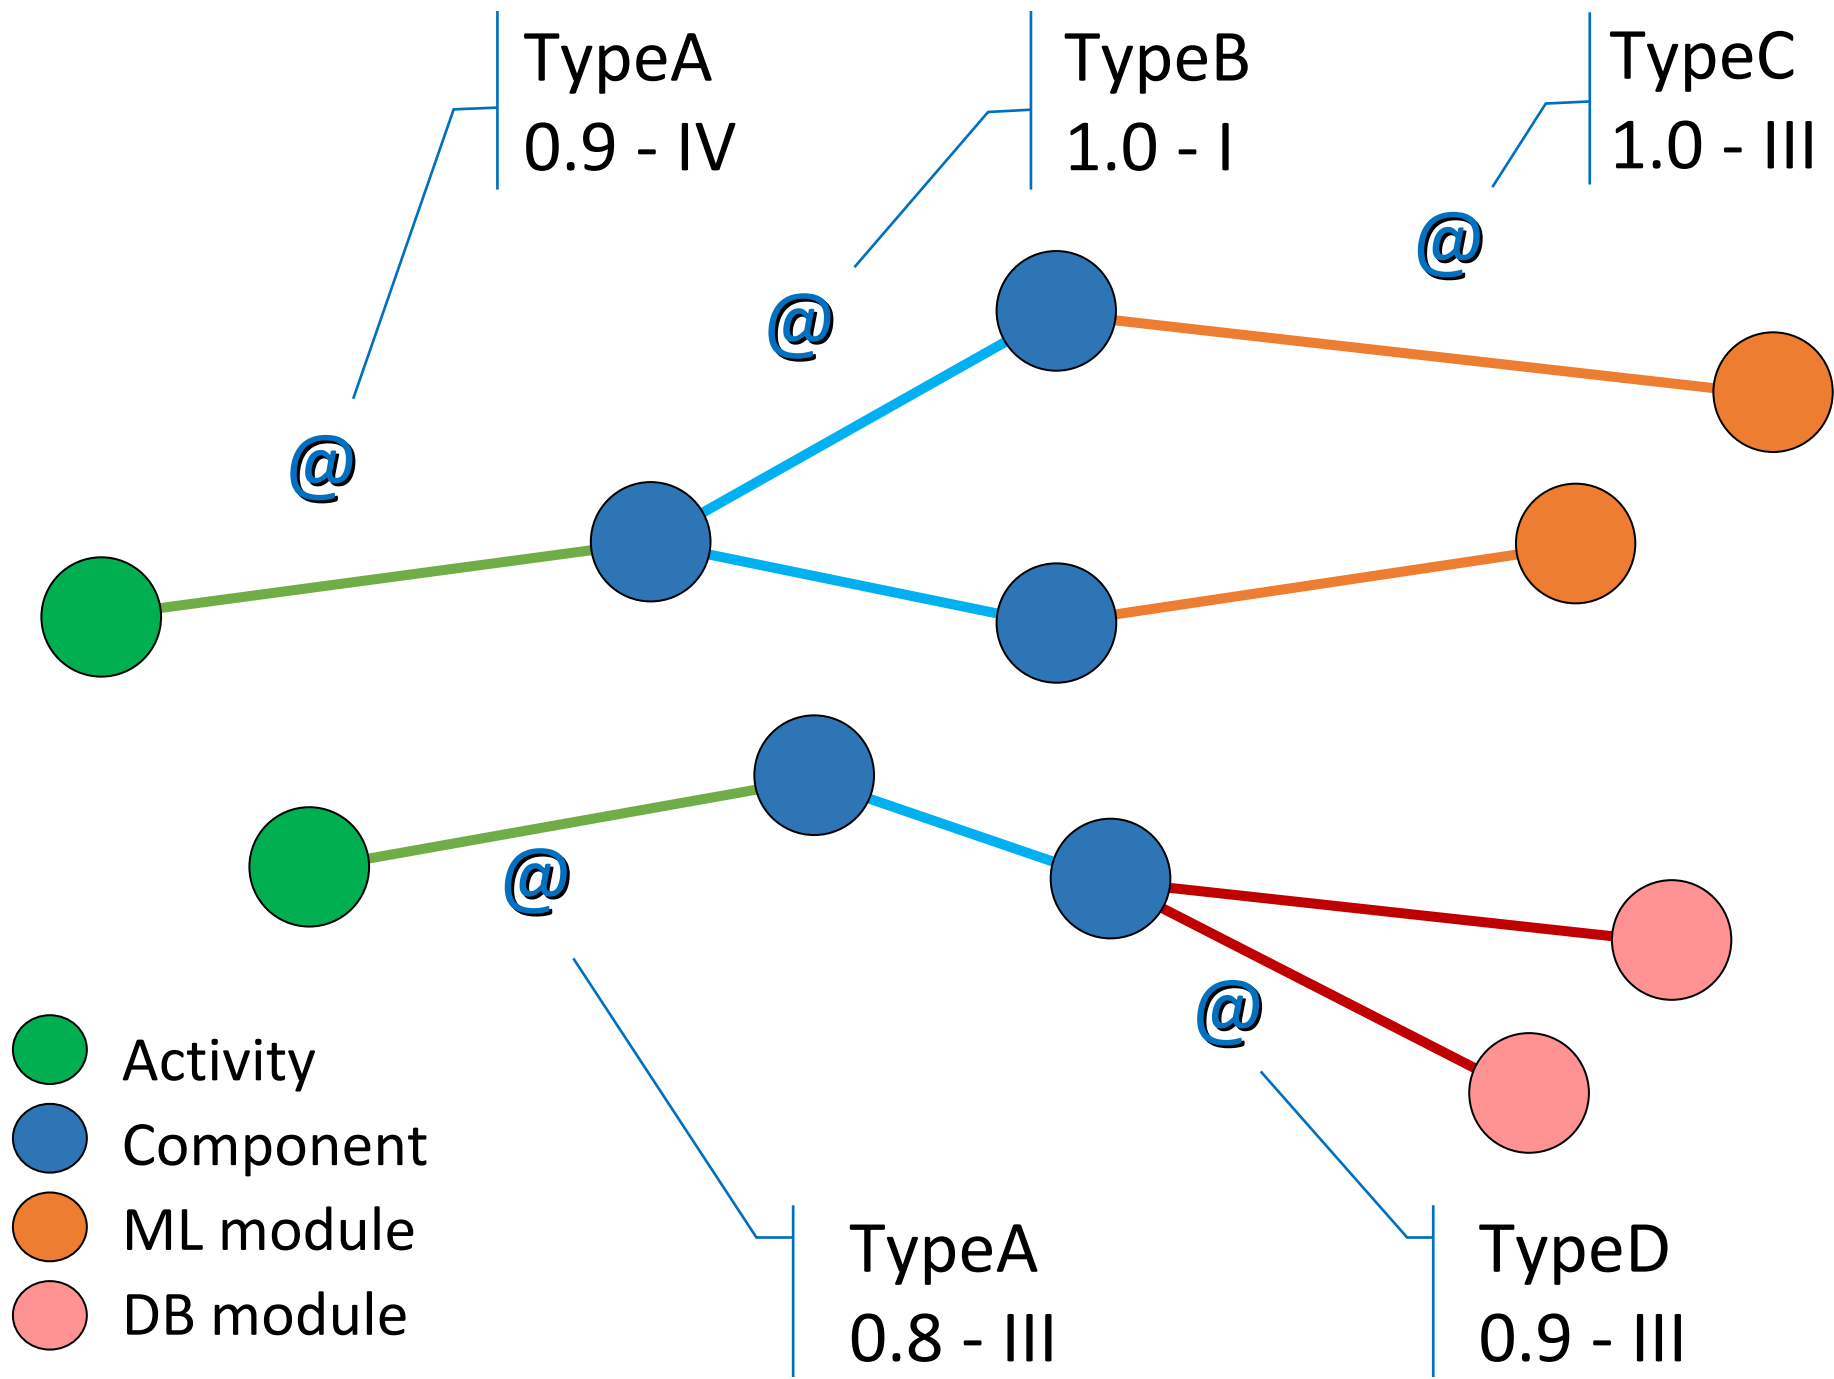 TypeA
0.9 - IV
TypeB
1.0 - I
TypeC
1.0 - III
@
@
@
@
@
Activity
Component
ML module
DB module
TypeA
0.8 - III
TypeD
0.9 - III